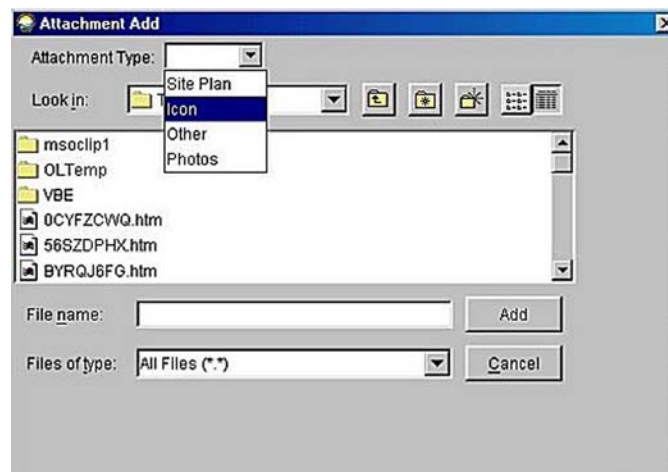 Attachment Add
Attachment Type:
Site Plan
Look in:
Icon
Other
Photos
msoclip1
OLTemp
VBE
0CYFZCWQ.htm
56SZDPHX.htm
BYRQJ6FG.htm
File name:
Add
Files of type: All Files (*.*)
Cancel